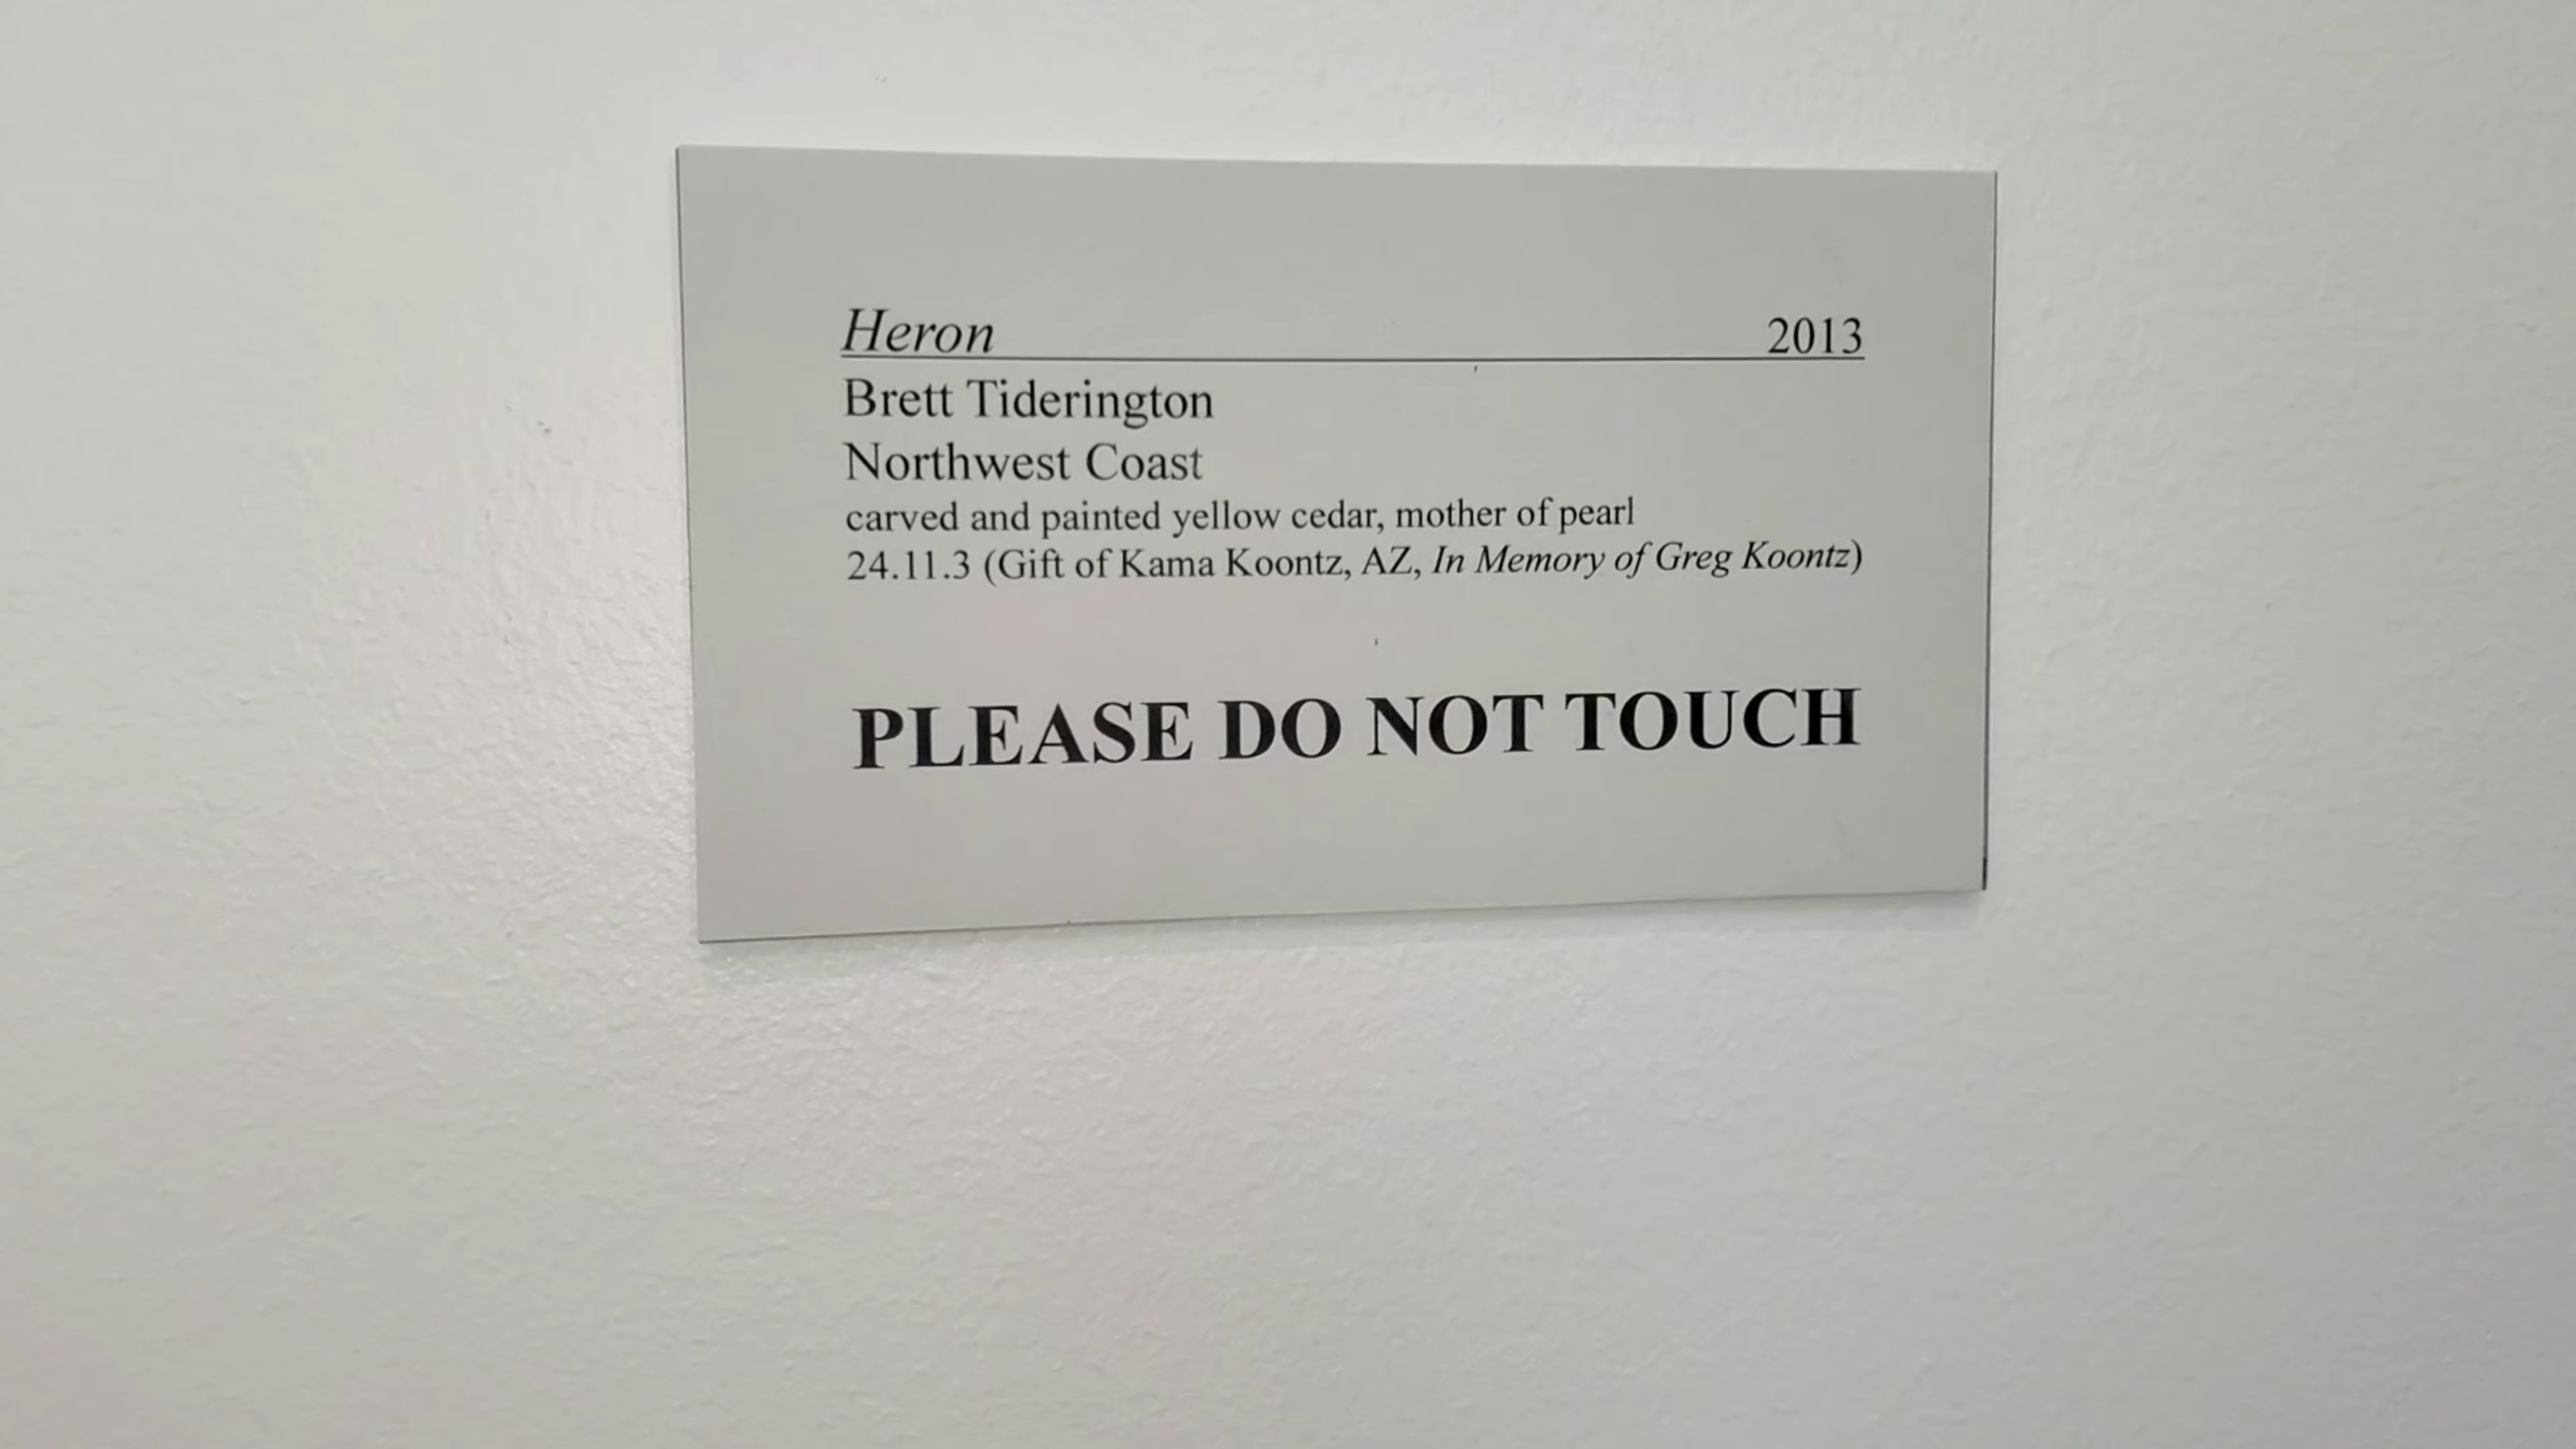 Heron 2013
Brett Tiderington
Northwest Coast
carved and painted yellow cedar, mother of pearl
24.11.3 (Gift of Kama Koontz, AZ, In Memory of Greg Koontz)
PLEASE DO NOT TOUCH